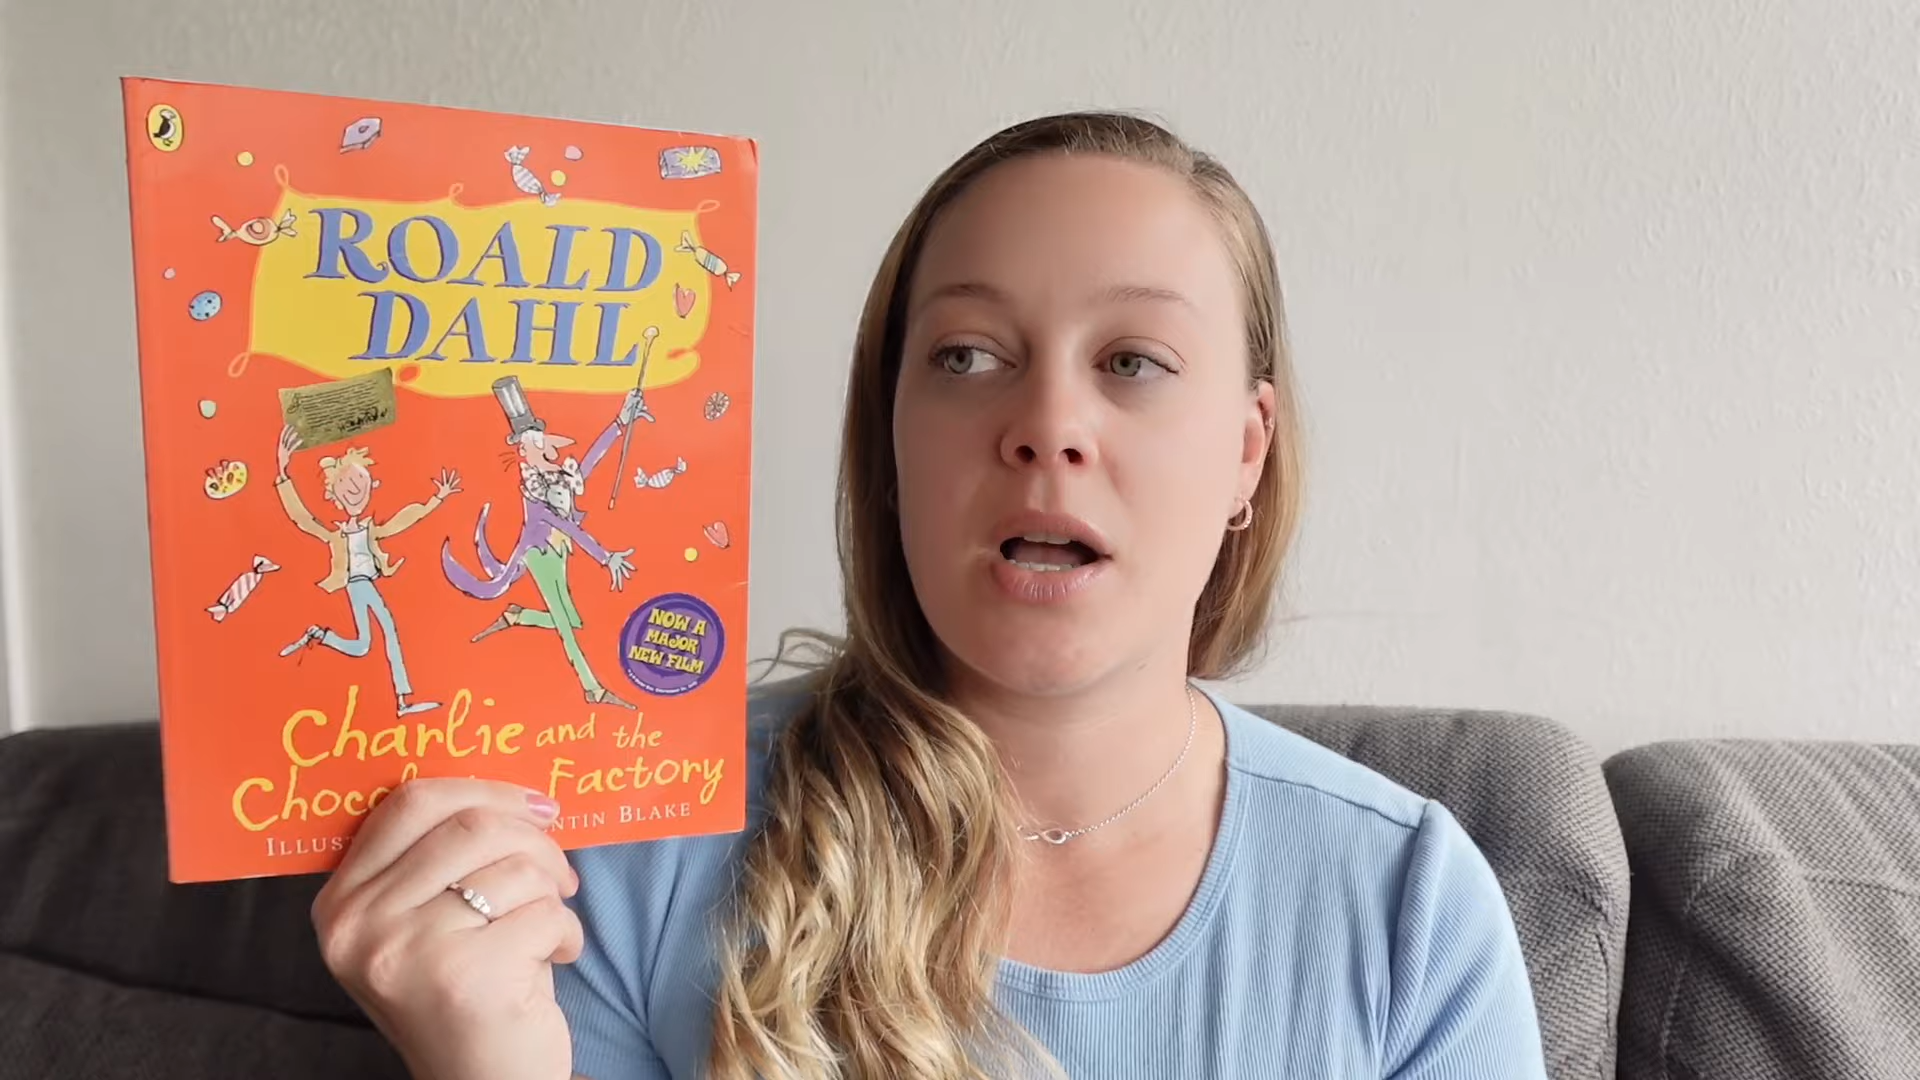 ROALD
DAHL
NOW A
MAJOR
NEW FILM
Charlie and the
Factory
BLAKE